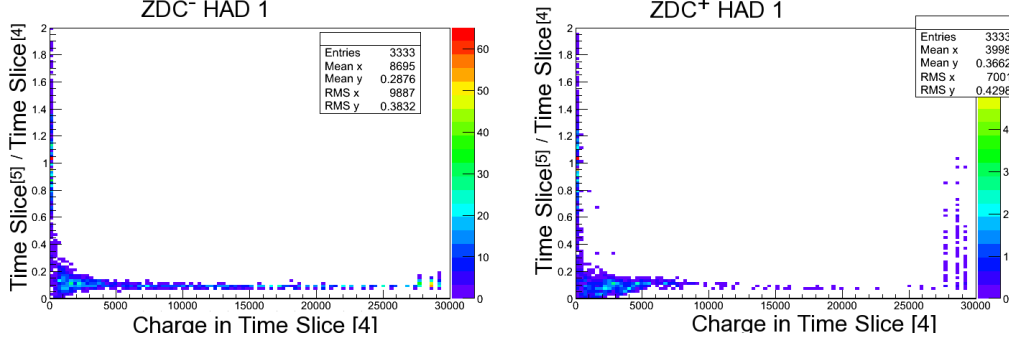 ZDC- HAD 1
Time Slice[5] / Time Slice[4]
2
1.8
1.6
1.4
1.2
1
0.8
0.6
0.4
0.2
0
Entries 3333
Mean x 8695
Mean y 0.2876
RMS x 9887
RMS y 0.3832
60
50
40
30
20
10
0
0 5000 10000 15000 20000 25000 30000
Charge in Time Slice [4]
ZDC+ HAD 1
Time Slice[5] / Time Slice[4]
2
1.8
1.6
1.4
1.2
1
0.8
0.6
0.4
0.2
0
Entries 3333
Mean x 3998
Mean y 0.3662
RMS x 7001
RMS y 0.4298
4
3
2
1
0
0 5000 10000 15000 20000 25000 30000
Charge in Time Slice [4]